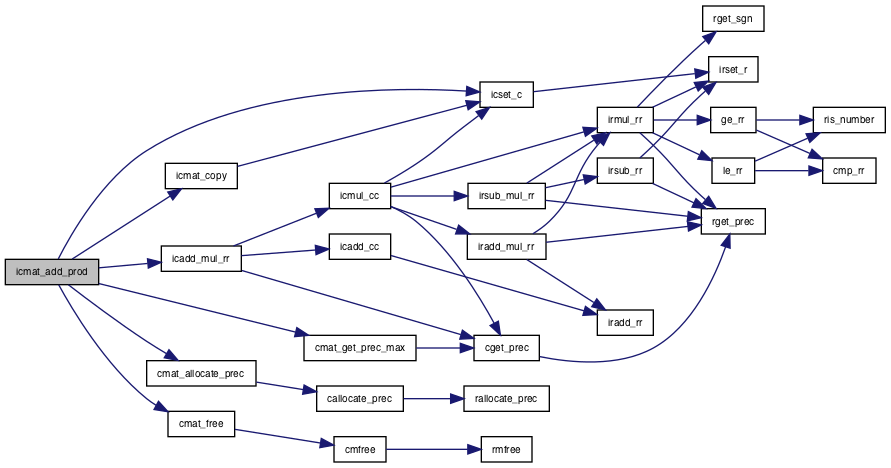 icmat_add_prod
icmat_copy
icadd_mul_rr
cmat_allocate_prec
cmat_free
icmul_cc
icadd_cc
cmat_get_prec_max
callocate_prec
cmfree
icset_c
irsub_mul_rr
iradd_mul_rr
cget_prec
rallocate_prec
rmfree
irmul_rr
irsub_rr
iradd_rr
rget_sgn
irset_r
ge_rr
le_rr
rget_prec
ris_number
cmp_rr